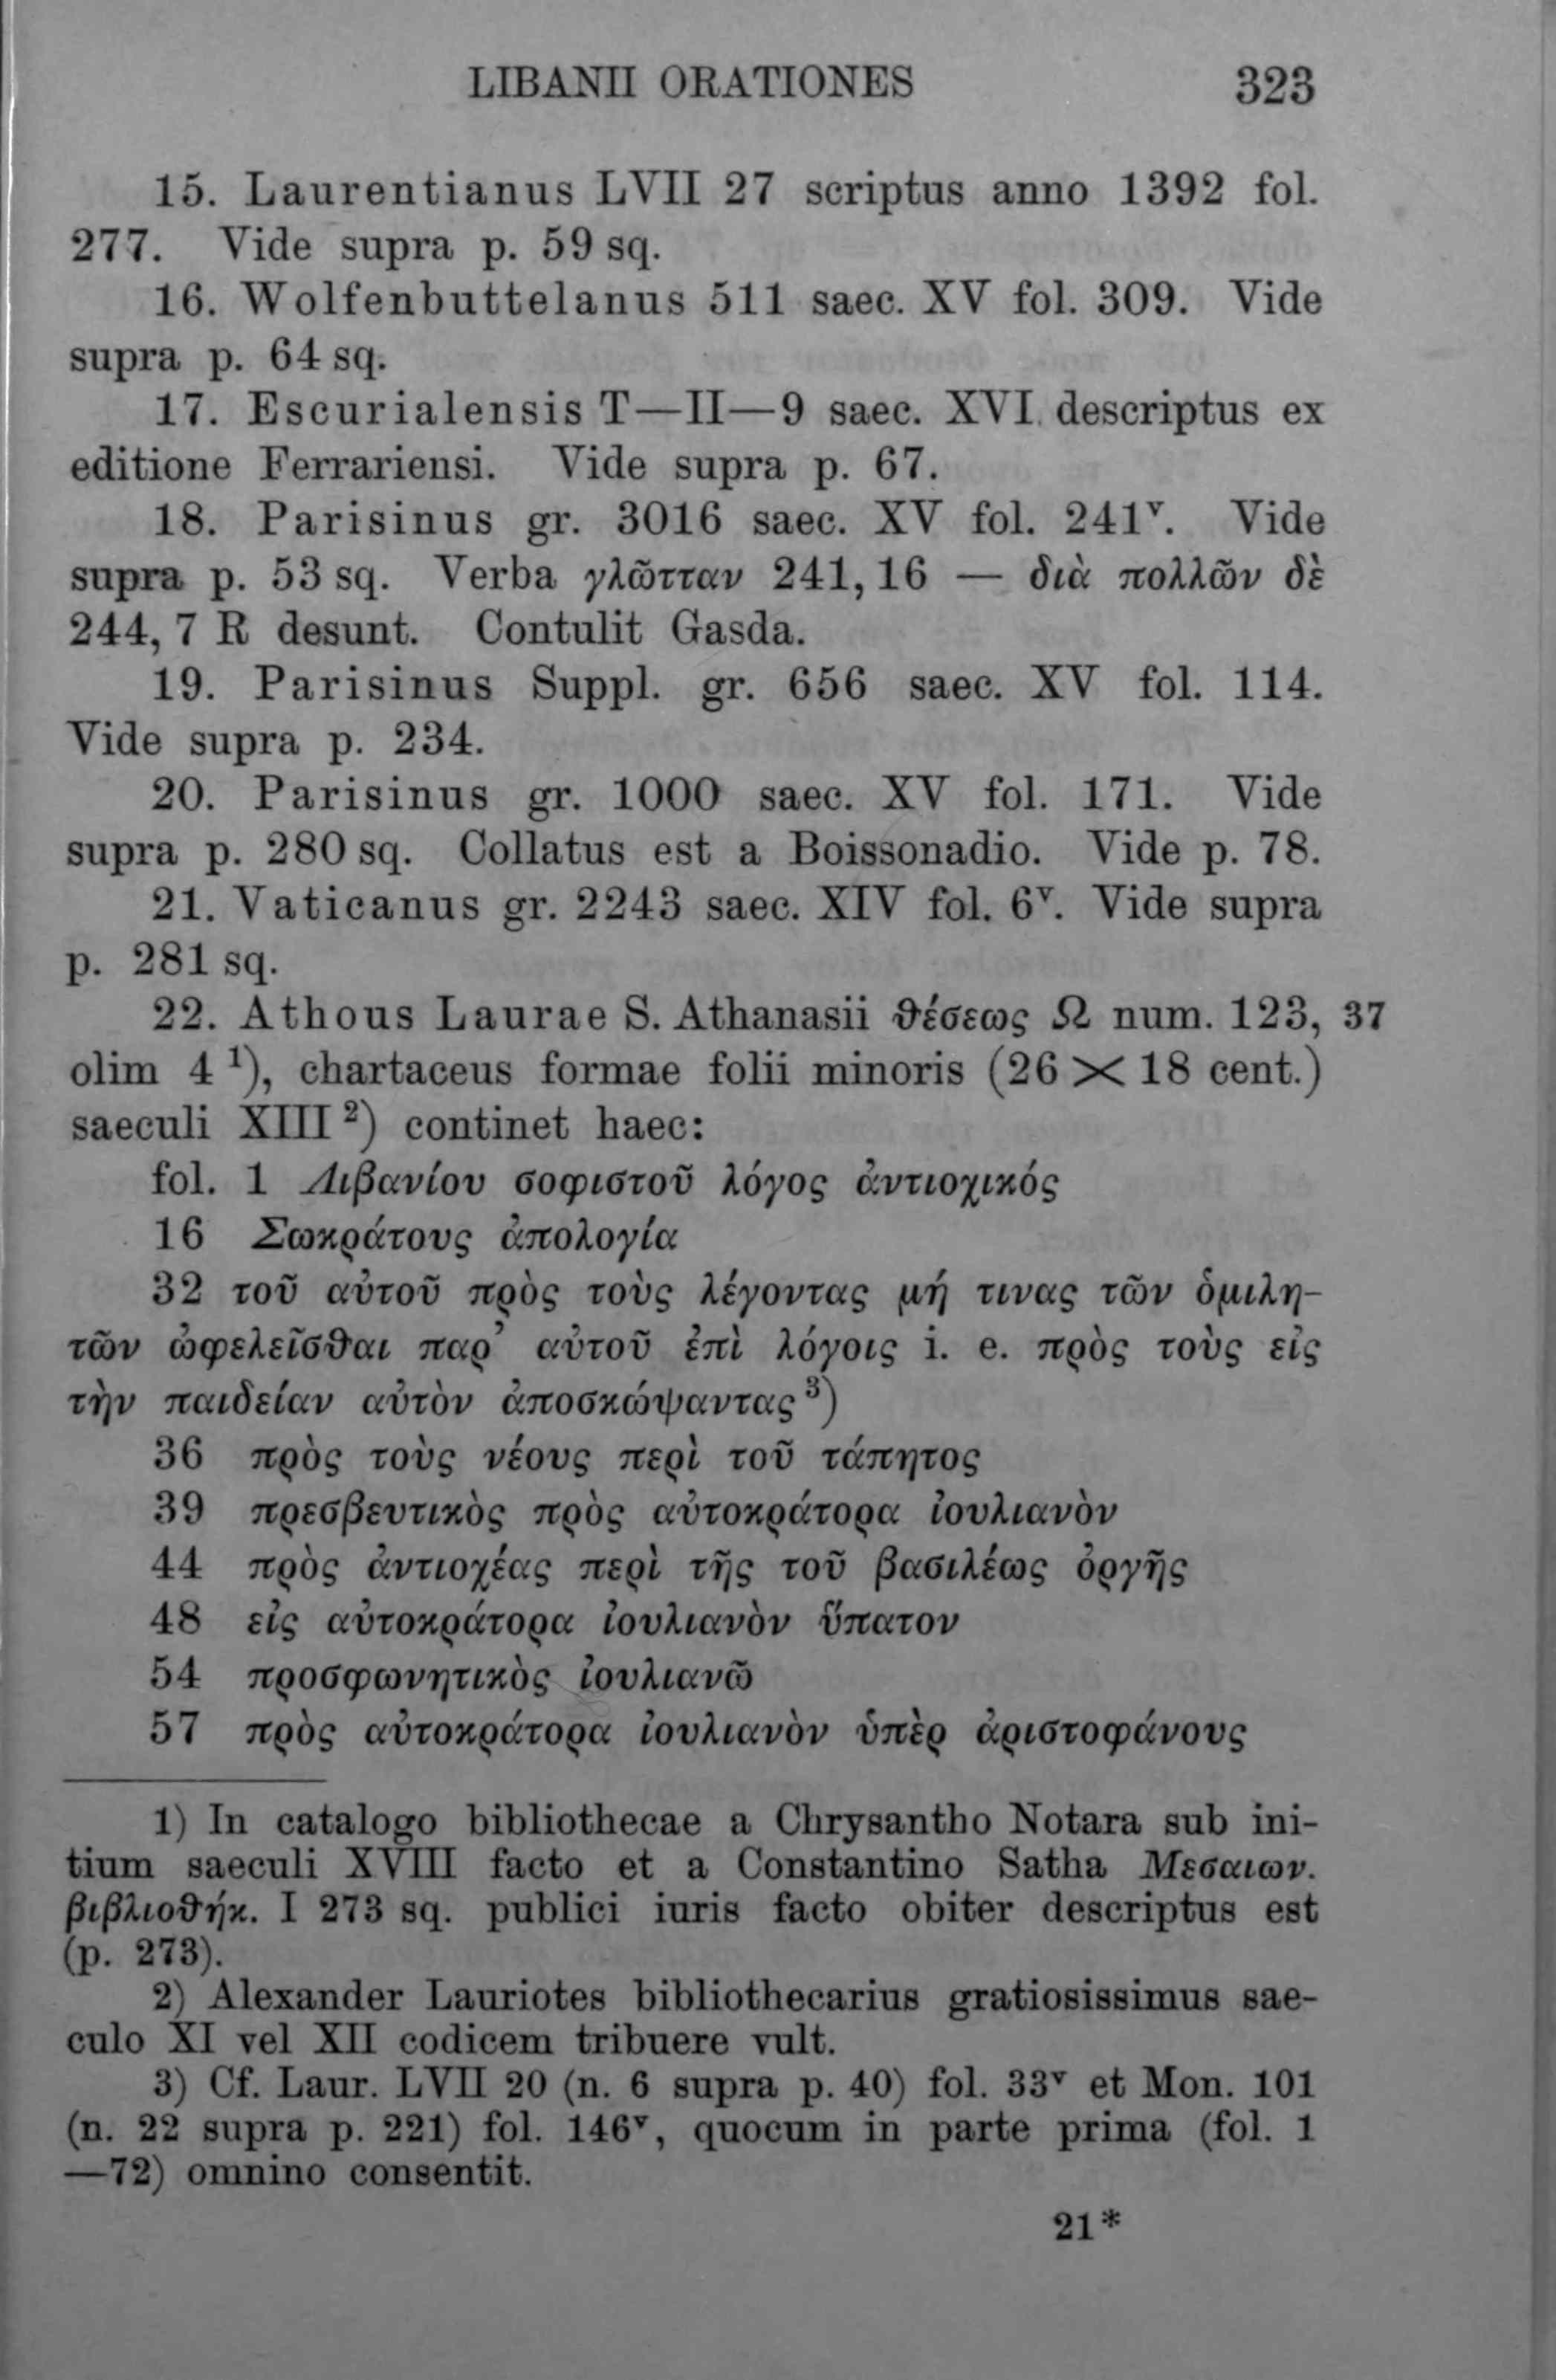 LIBANII ORATIONES 323
15. Laurentianus LVII 27 scriptus anno 1392 fol.
277. Vide supra p. 59 sq.
16. Wolfenbuttelanus 511 saec. XV fol. 309. Vide
supra p. 64 sq.
17. Escurialensis T—II—9 saec. XVI descriptus ex
editione Ferrariensi. Vide supra p. 67.
18. Parisinus gr. 3016 saec. XV fol. 241ᵛ. Vide
supra p. 53 sq. Verba γλῶτταν 241, 16 — διὰ πολλῶν δὲ
244, 7 R desunt. Contulit Gasda.
19. Parisinus Suppl. gr. 656 saec. XV fol. 114.
Vide supra p. 234.
20. Parisinus gr. 1000 saec. XV fol. 171. Vide
supra p. 280 sq. Collatus est a Boissonadio. Vide p. 78.
21. Vaticanus gr. 2243 saec. XIV fol. 6ᵛ. Vide supra
p. 281 sq.
22. Athous Laurae S. Athanasii θέσεως Ω num. 123, 37
olim 4 ¹), chartaceus formae folii minoris (26 × 18 cent.)
saeculi XIII ²) continet haec:
fol. 1 Λιβανίου σοφιστοῦ λόγος ἀντιοχικός
16 Σωκράτους ἀπολογία
32 τοῦ αὐτοῦ πρὸς τοὺς λέγοντας μή τινας τῶν ὁμιλη-
τῶν ὠφελεῖσθαι παρ’ αὐτοῦ ἐπὶ λόγοις i. e. πρὸς τοὺς εἰς
τὴν παιδείαν αὐτὸν ἀποσκώψαντας ³)
36 πρὸς τοὺς νέους περὶ τοῦ τάπητος
39 πρεσβευτικὸς πρὸς αὐτοκράτορα ἰουλιανὸν
44 πρὸς ἀντιοχέας περὶ τῆς τοῦ βασιλέως ὀργῆς
48 εἰς αὐτοκράτορα ἰουλιανὸν ὕπατον
54 προσφωνητικὸς ἰουλιανῶ
57 πρὸς αὐτοκράτορα ἰουλιανὸν ὑπὲρ ἀριστοφάνους
1) In catalogo bibliothecae a Chrysantho Notara sub ini-
tium saeculi XVIII facto et a Constantino Satha Μεσαιων.
βιβλιοθήκ. I 273 sq. publici iuris facto obiter descriptus est
(p. 273).
2) Alexander Lauriotes bibliothecarius gratiosissimus sae-
culo XI vel XII codicem tribuere vult.
3) Cf. Laur. LVII 20 (n. 6 supra p. 40) fol. 33ᵛ et Mon. 101
(n. 22 supra p. 221) fol. 146ᵛ, quocum in parte prima (fol. 1
—72) omnino consentit.
21*